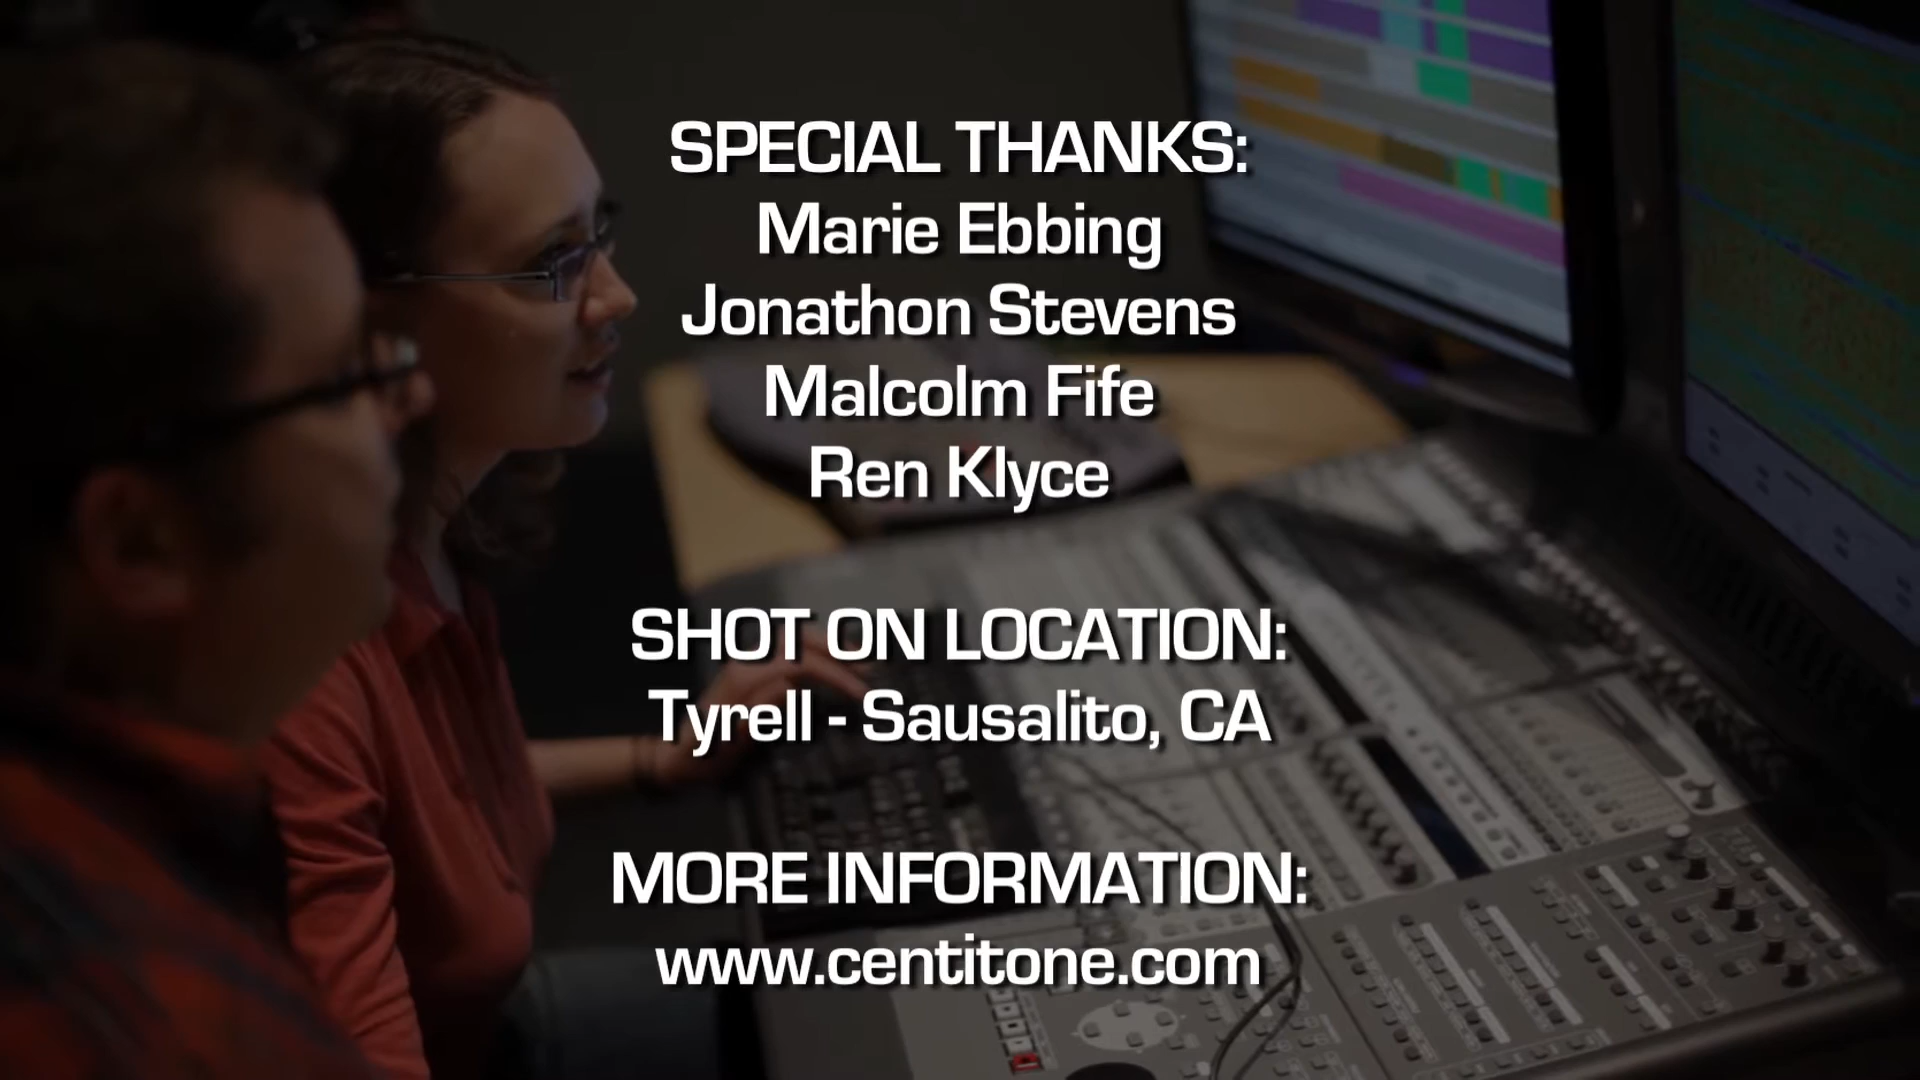 SPECIAL THANKS:
Marie Ebbing
Jonathon Stevens
Malcolm Fife
Ren Klyce
SHOT ON LOCATION:
Tyrell - Sausalito, CA
MORE INFORMATION:
www.centitone.com